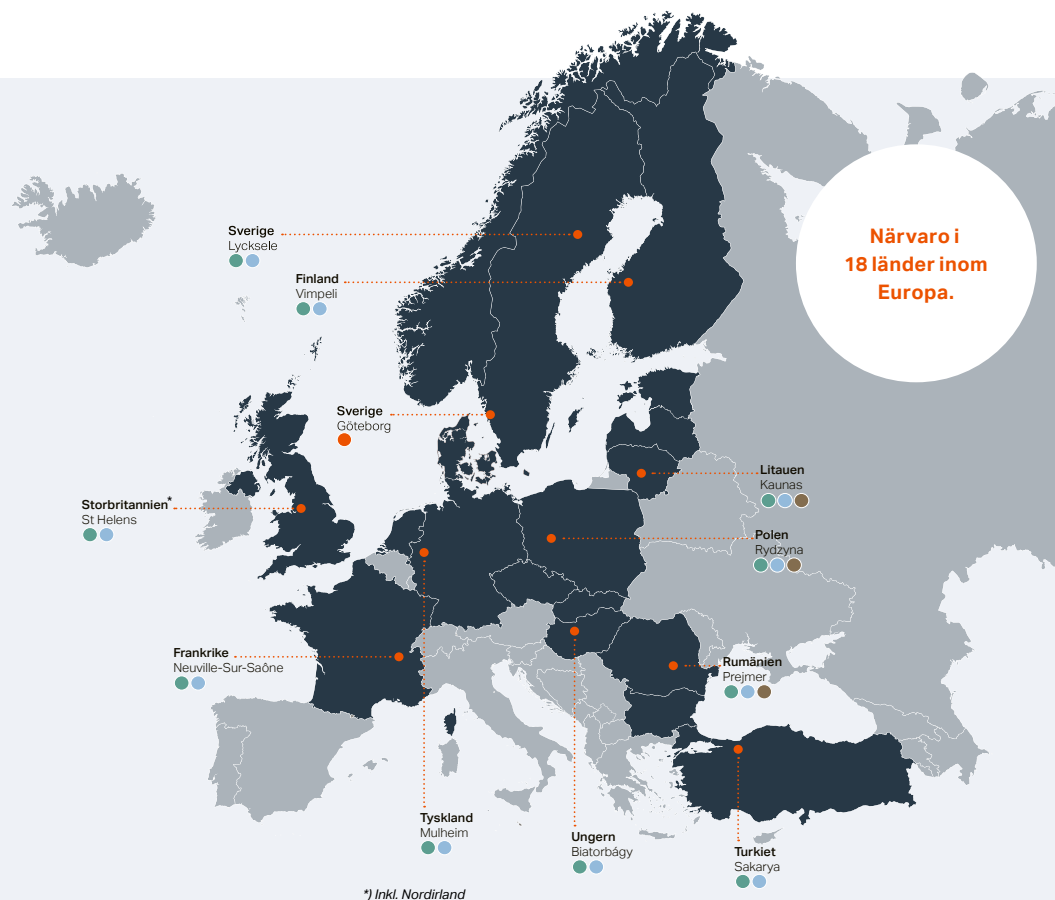 Närvaro i
18 länder inom
Europa.
Sverige
Lycksele
Finland
Vimpeli
Sverige
Göteborg
Litauen
Kaunas
Storbritannien*
St Helens
Polen
Rydzyna
Frankrike
Neuville-Sur-Saône
Rumänien
Prejmer
Tyskland
Mulheim
Ungern
Biatorbágy
Turkiet
Sakarya
*) Inkl. Nordirland